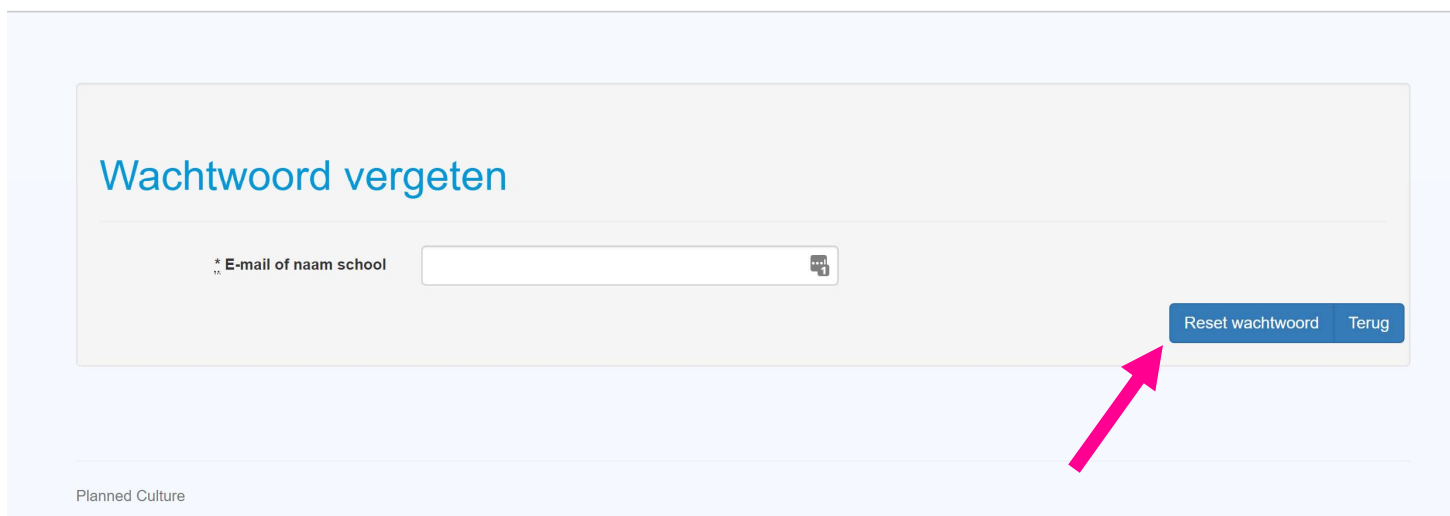 Wachtwoord vergeten
* E-mail of naam school
Reset wachtwoord Terug
Planned Culture